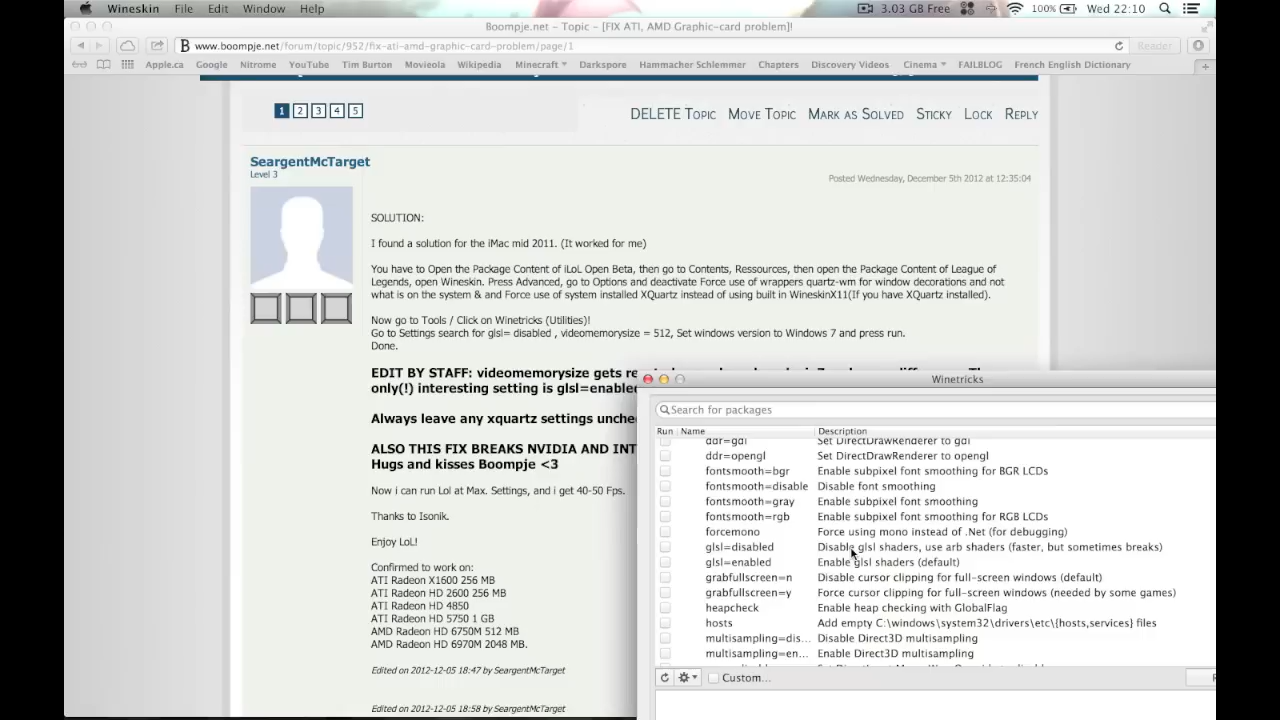 Wineskin File Edit Window Help 3.03 GB Free 100% Wed 22:10
Boompje.net – Topic – [FIX ATI, AMD Graphic-card problem]!
B www.boompje.net/forum/topic/952/fix-ati-amd-graphic-card-problem/page/1 Reader
Apple.ca Google Nitrome YouTube Tim Burton Movieola Wikipedia Minecraft Darkspore Hammacher Schlemmer Chapters Discovery Videos Cinema FAILBLOG French English Dictionary
1 2 3 4 5 DELETE Topic Move Topic Mark as Solved Sticky Lock Reply
SeargentMcTarget
Level 3
Posted Wednesday, December 5th 2012 at 12:35:04
SOLUTION:
I found a solution for the iMac mid 2011. (It worked for me)
You have to Open the Package Content of iLoL Open Beta, then go to Contents, Ressources, then open the Package Content of League of
Legends, open Wineskin. Press Advanced, go to Options and deactivate Force use of wrappers quartz-wm for window decorations and not
what is on the system & and Force use of system installed XQuartz instead of using built in WineskinX11(If you have XQuartz installed).
Now go to Tools / Click on Winetricks (Utilities)!
Go to Settings search for glsl= disabled , videomemorysize = 512, Set windows version to Windows 7 and press run.
Done.
EDIT BY STAFF: videomemorysize gets re
only(!) interesting setting is glsl=enable
Always leave any xquartz settings unche
ALSO THIS FIX BREAKS NVIDIA AND INT
Hugs and kisses Boompje <3
Now i can run Lol at Max. Settings, and i get 40-50 Fps.
Thanks to Isonik.
Enjoy LoL!
Confirmed to work on:
ATI Radeon X1600 256 MB
ATI Radeon HD 2600 256 MB
ATI Radeon HD 4850
ATI Radeon HD 5750 1 GB
AMD Radeon HD 6750M 512 MB
AMD Radeon HD 6970M 2048 MB.
Edited on 2012-12-05 18:47 by SeargentMcTarget
Edited on 2012-12-05 18:58 by SeargentMcTarget
Winetricks
Search for packages
Run Name Description
ddr=gdi Set DirectDrawRenderer to gdi
ddr=opengl Set DirectDrawRenderer to opengl
fontsmooth=bgr Enable subpixel font smoothing for BGR LCDs
fontsmooth=disable Disable font smoothing
fontsmooth=gray Enable subpixel font smoothing
fontsmooth=rgb Enable subpixel font smoothing for RGB LCDs
forcemono Force using mono instead of .Net (for debugging)
glsl=disabled Disable glsl shaders, use arb shaders (faster, but sometimes breaks)
glsl=enabled Enable glsl shaders (default)
grabfullscreen=n Disable cursor clipping for full-screen windows (default)
grabfullscreen=y Force cursor clipping for full-screen windows (needed by some games)
heapcheck Enable heap checking with GlobalFlag
hosts Add empty C:\windows\system32\drivers\etc\{hosts,services} files
multisampling=dis... Disable Direct3D multisampling
multisampling=en... Enable Direct3D multisampling
Custom...